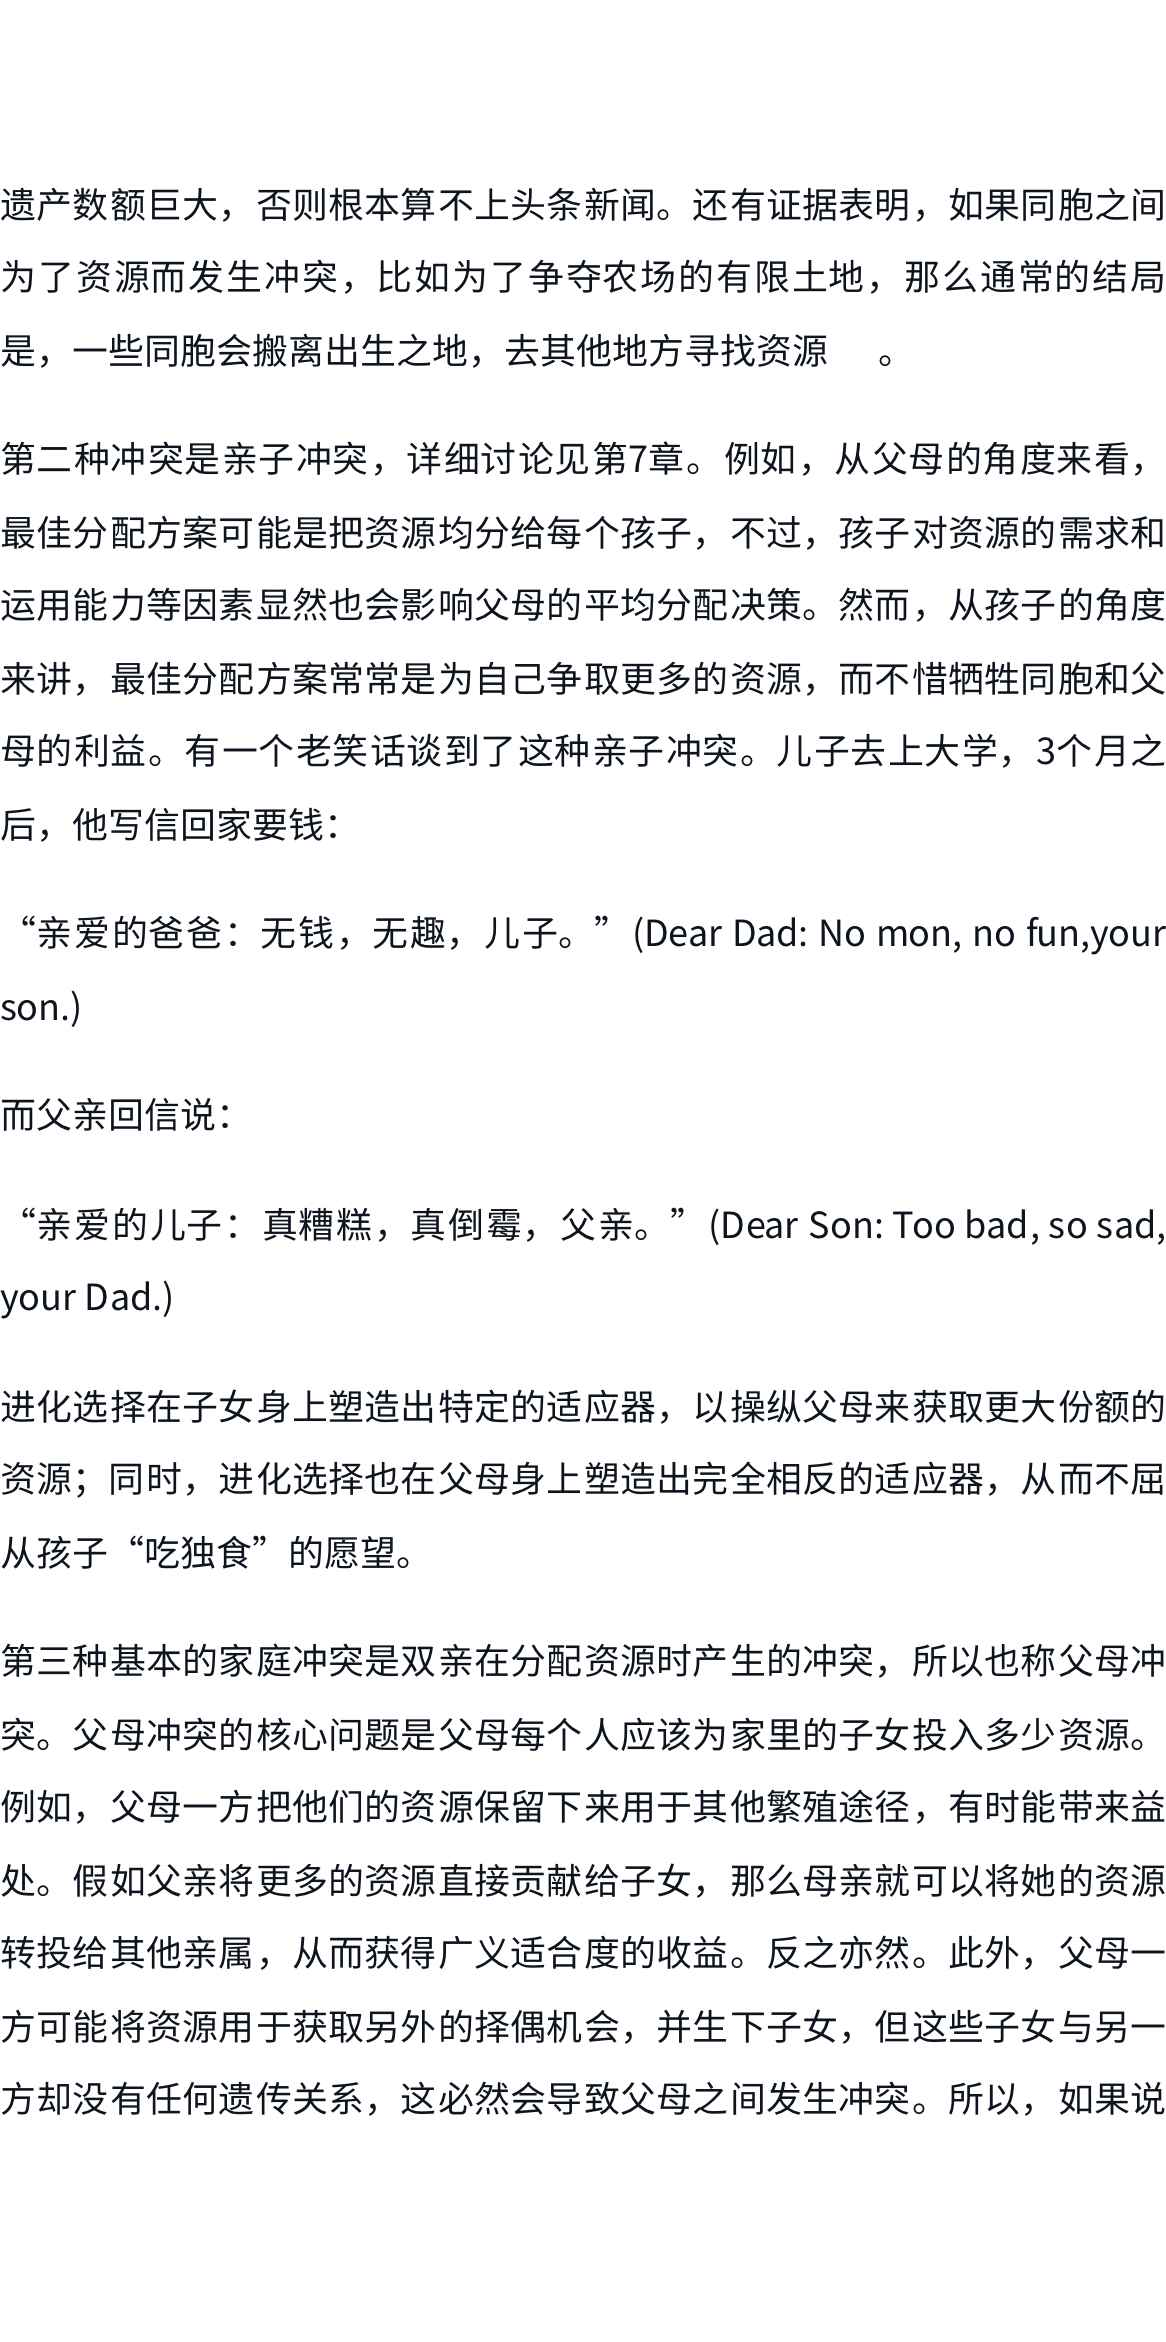 遗产数额巨大，否则根本算不上头条新闻。还有证据表明，如果同胞之间
为了资源而发生冲突，比如为了争夺农场的有限土地，那么通常的结局
是，一些同胞会搬离出生之地，去其他地方寻找资源 。
第二种冲突是亲子冲突，详细讨论见第7章。例如，从父母的角度来看，
最佳分配方案可能是把资源均分给每个孩子，不过，孩子对资源的需求和
运用能力等因素显然也会影响父母的平均分配决策。然而，从孩子的角度
来讲，最佳分配方案常常是为自己争取更多的资源，而不惜牺牲同胞和父
母的利益。有一个老笑话谈到了这种亲子冲突。儿子去上大学，3个月之
后，他写信回家要钱：
“亲爱的爸爸：无钱，无趣，儿子。”(Dear Dad: No mon, no fun,your
son.)
而父亲回信说：
“亲爱的儿子：真糟糕，真倒霉，父亲。”(Dear Son: Too bad, so sad,
your Dad.)
进化选择在子女身上塑造出特定的适应器，以操纵父母来获取更大份额的
资源；同时，进化选择也在父母身上塑造出完全相反的适应器，从而不屈
从孩子“吃独食”的愿望。
第三种基本的家庭冲突是双亲在分配资源时产生的冲突，所以也称父母冲
突。父母冲突的核心问题是父母每个人应该为家里的子女投入多少资源。
例如，父母一方把他们的资源保留下来用于其他繁殖途径，有时能带来益
处。假如父亲将更多的资源直接贡献给子女，那么母亲就可以将她的资源
转投给其他亲属，从而获得广义适合度的收益。反之亦然。此外，父母一
方可能将资源用于获取另外的择偶机会，并生下子女，但这些子女与另一
方却没有任何遗传关系，这必然会导致父母之间发生冲突。所以，如果说